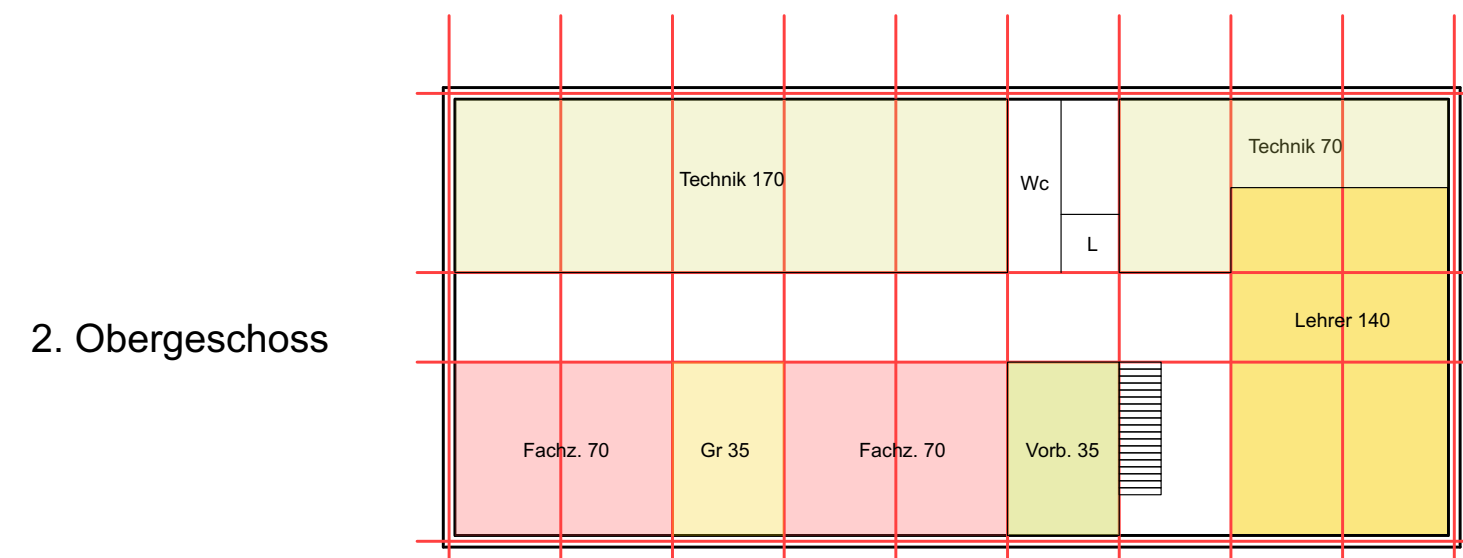 2. Obergeschoss
Technik 170
Wc
L
Technik 70
Lehrer 140
Fachz. 70
Gr 35
Fachz. 70
Vorb. 35